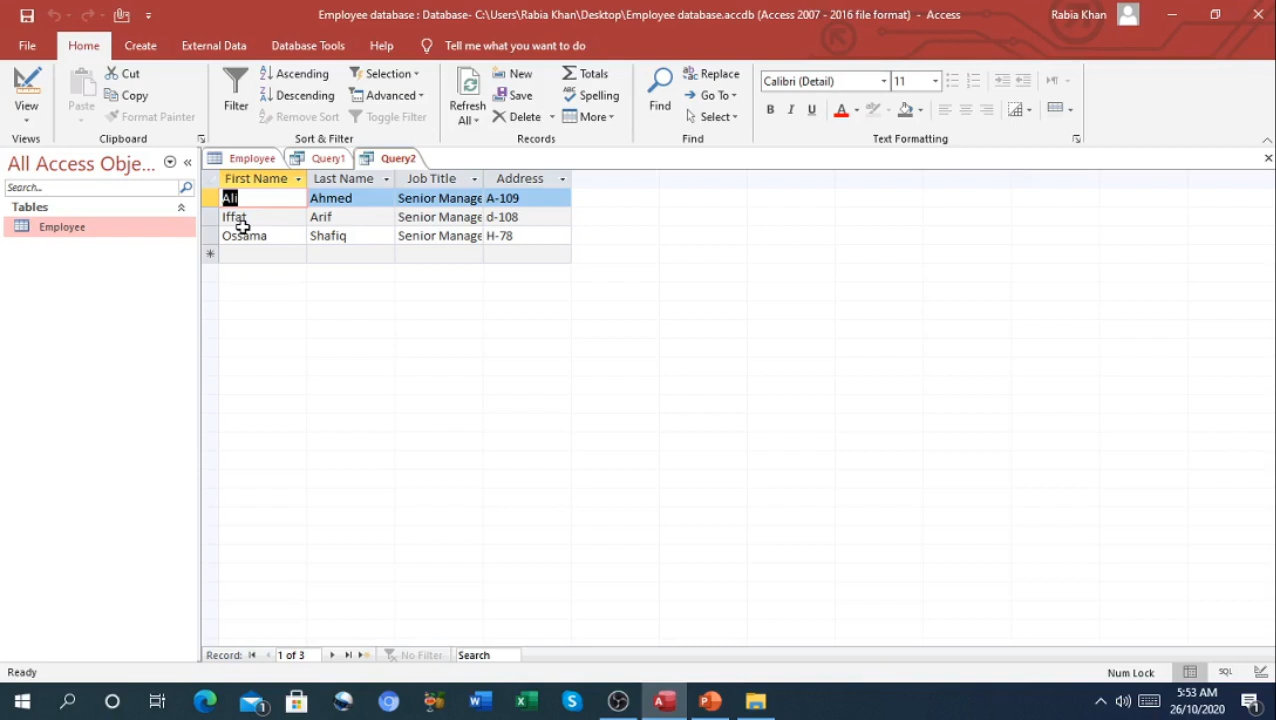 Employee database : Database- C:\Users\Rabia Khan\Desktop\Employee database.accdb (Access 2007 - 2016 file format) - Access
Rabia Khan
File Home Create External Data Database Tools Help Tell me what you want to do
View
Views
Paste
Cut
Copy
Format Painter
Clipboard
Filter
Ascending
Descending
Remove Sort
Selection
Advanced
Toggle Filter
Sort & Filter
Refresh All
New
Save
Delete
Totals
Spelling
More
Records
Find
Replace
Go To
Select
Find
Calibri (Detail) 11
B I U A
Text Formatting
All Access Obje...
Search...
Tables
Employee
Employee Query1 Query2
First Name Last Name Job Title Address
Ali Ahmed Senior Manage A-109
Iffat Arif Senior Manage d-108
Ossama Shafiq Senior Manage H-78
Record: 1 of 3 No Filter Search
Ready
Num Lock SQL
5:53 AM
26/10/2020